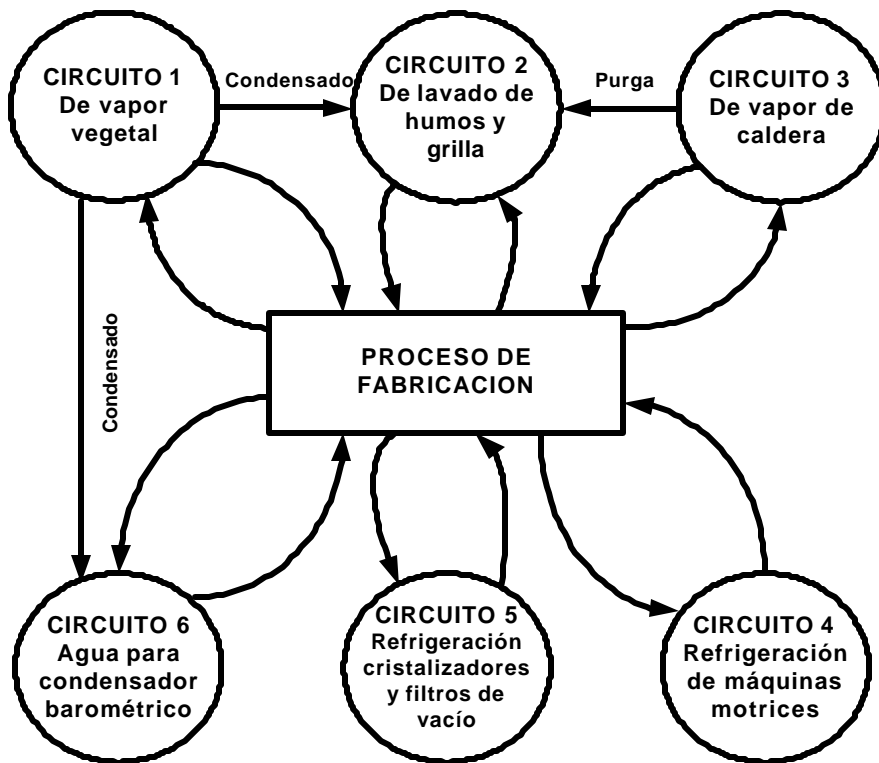 CIRCUITO 1
De vapor
vegetal
Condensado
CIRCUITO 2
De lavado de
humos y
grilla
Purga
CIRCUITO 3
De vapor de
caldera
Condensado
PROCESO DE
FABRICACION
CIRCUITO 6
Agua para
condensador
barométrico
CIRCUITO 5
Refrigeración
cristalizadores
y filtros de
vacío
CIRCUITO 4
Refrigeración
de máquinas
motrices